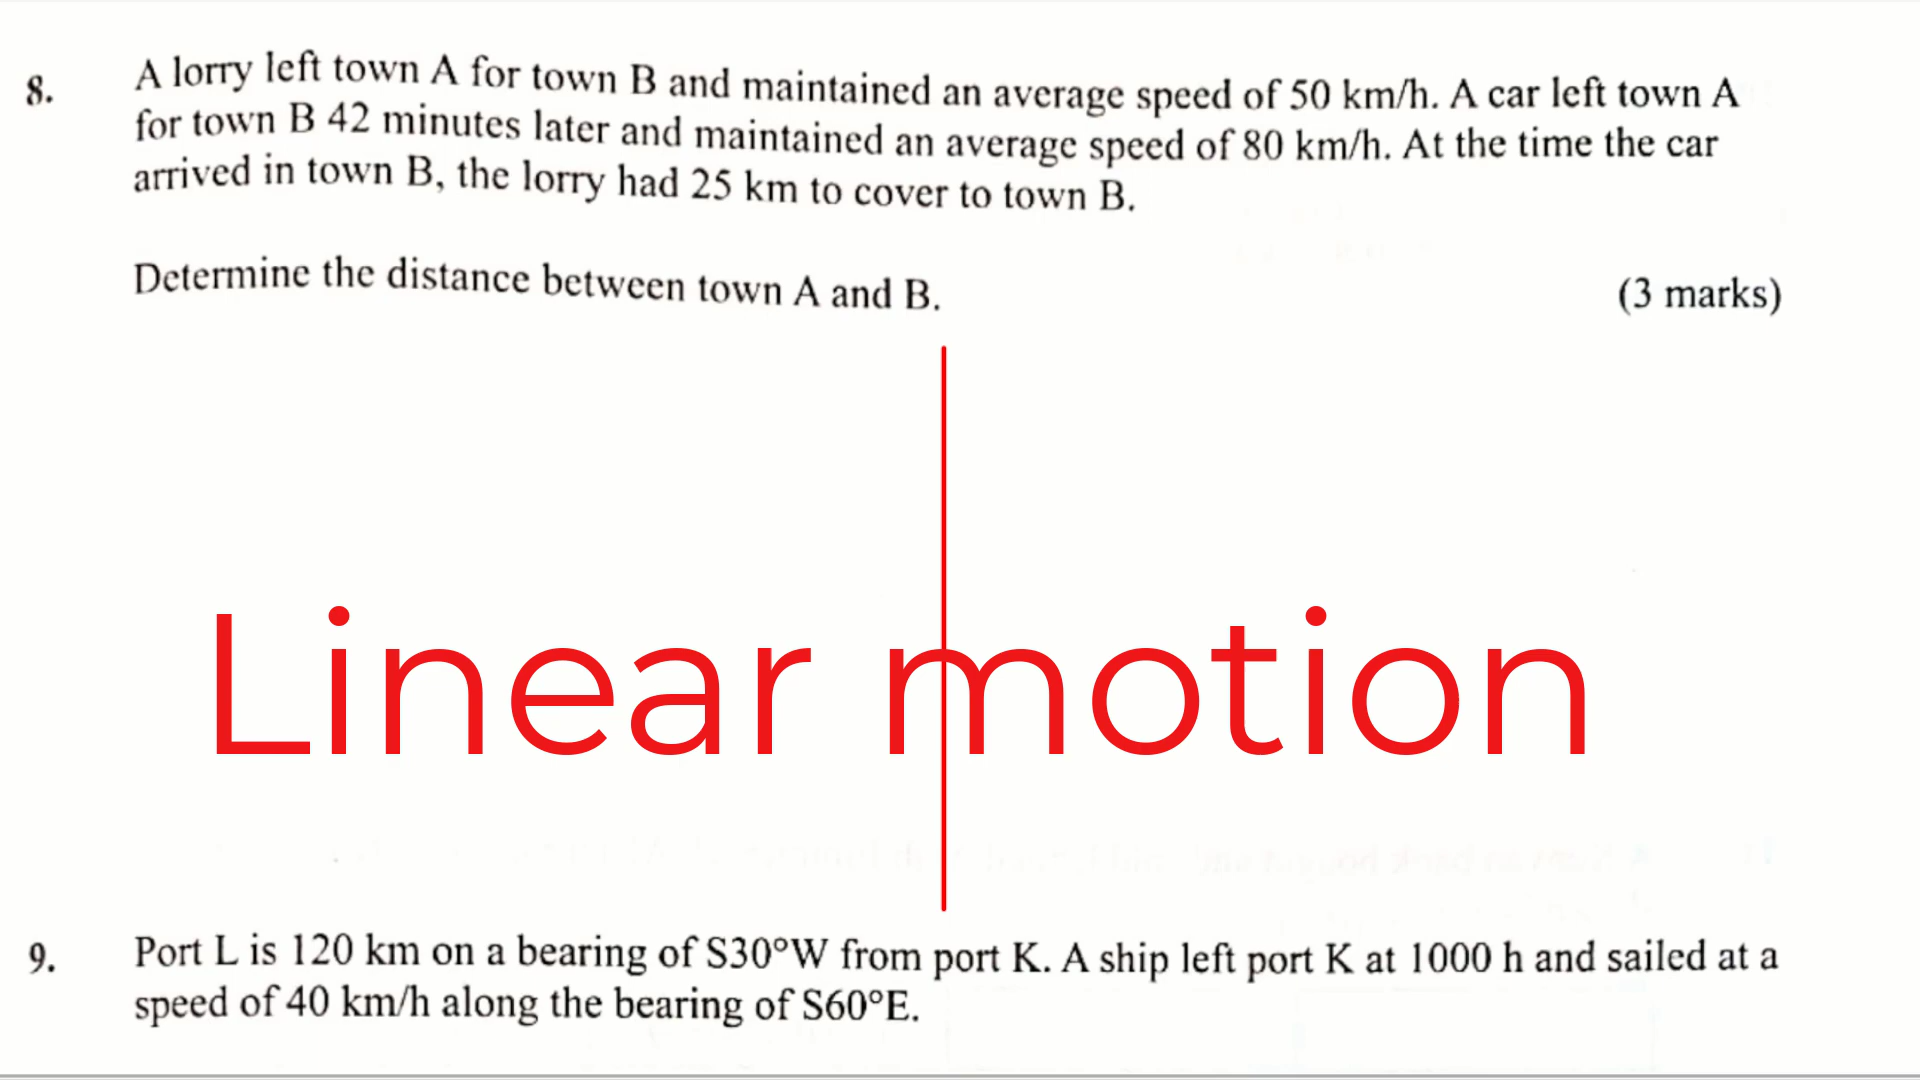 8. A lorry left town A for town B and maintained an average speed of 50 km/h. A car left town A
for town B 42 minutes later and maintained an average speed of 80 km/h. At the time the car
arrived in town B, the lorry had 25 km to cover to town B.
Determine the distance between town A and B. (3 marks)
Linear motion
9. Port L is 120 km on a bearing of S30°W from port K. A ship left port K at 1000 h and sailed at a
speed of 40 km/h along the bearing of S60°E.